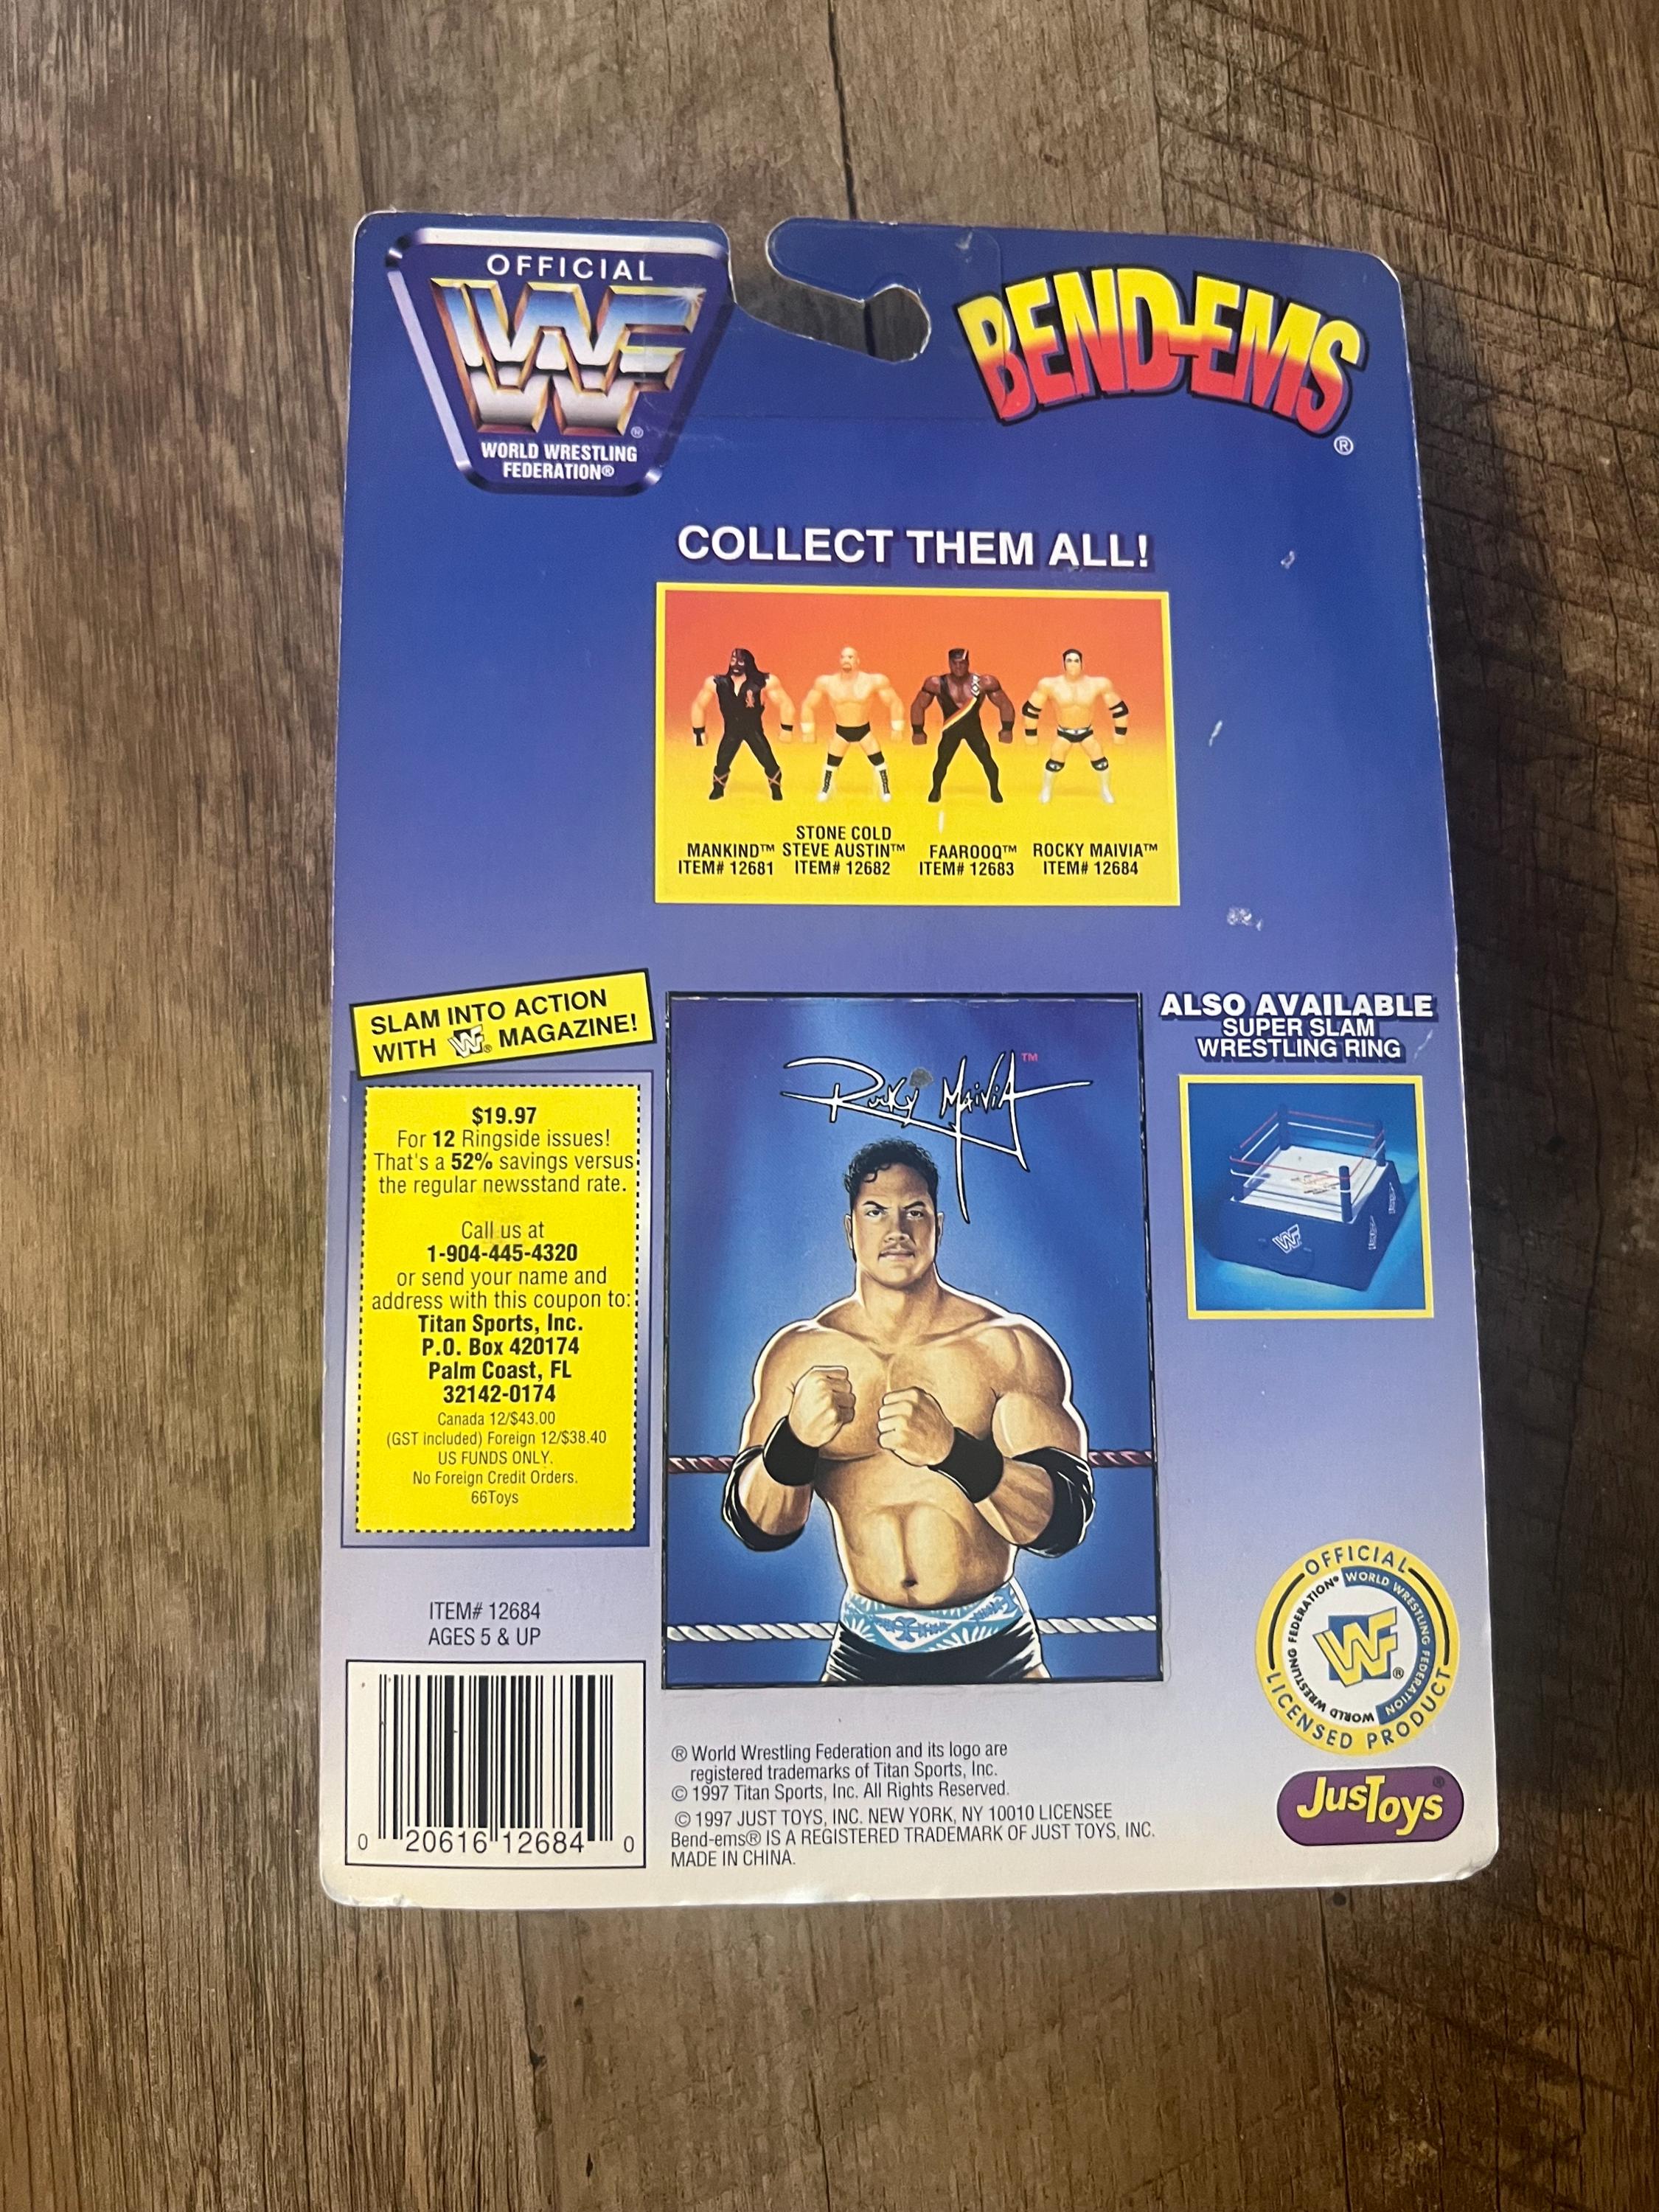 OFFICIAL
WF
®
WORLD WRESTLING
FEDERATION®
BEND-EMS
®
COLLECT THEM ALL!
MANKIND™
ITEM# 12681
STONE COLD
STEVE AUSTIN™
ITEM# 12682
FAAROOQ™
ITEM# 12683
ROCKY MAIVIA™
ITEM# 12684
SLAM INTO ACTION
WITH WF® MAGAZINE!
$19.97
For 12 Ringside issues!
That's a 52% savings versus
the regular newsstand rate.
Call us at
1-904-445-4320
or send your name and
address with this coupon to:
Titan Sports, Inc.
P.O. Box 420174
Palm Coast, FL
32142-0174
Canada 12/$43.00
(GST included) Foreign 12/$38.40
US FUNDS ONLY.
No Foreign Credit Orders.
66Toys
ITEM# 12684
AGES 5 & UP
0 20616 12684 0
Rocky Maivia™
ALSO AVAILABLE
SUPER SLAM
WRESTLING RING
WF
® World Wrestling Federation and its logo are
registered trademarks of Titan Sports, Inc.
© 1997 Titan Sports, Inc. All Rights Reserved.
© 1997 JUST TOYS, INC. NEW YORK, NY 10010 LICENSEE
Bend-ems® IS A REGISTERED TRADEMARK OF JUST TOYS, INC.
MADE IN CHINA.
OFFICIAL
WORLD WRESTLING FEDERATION
WORLD WRESTLING FEDERATION®
WF®
LICENSED PRODUCT
JusToys®